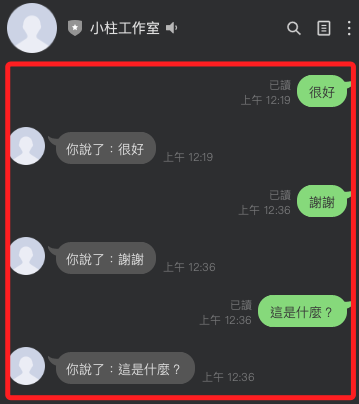 小柱工作室
已讀
上午 12:19
很好
你說了：很好
上午 12:19
已讀
上午 12:36
謝謝
你說了：謝謝
上午 12:36
已讀
上午 12:36
這是什麼？
你說了：這是什麼？
上午 12:36